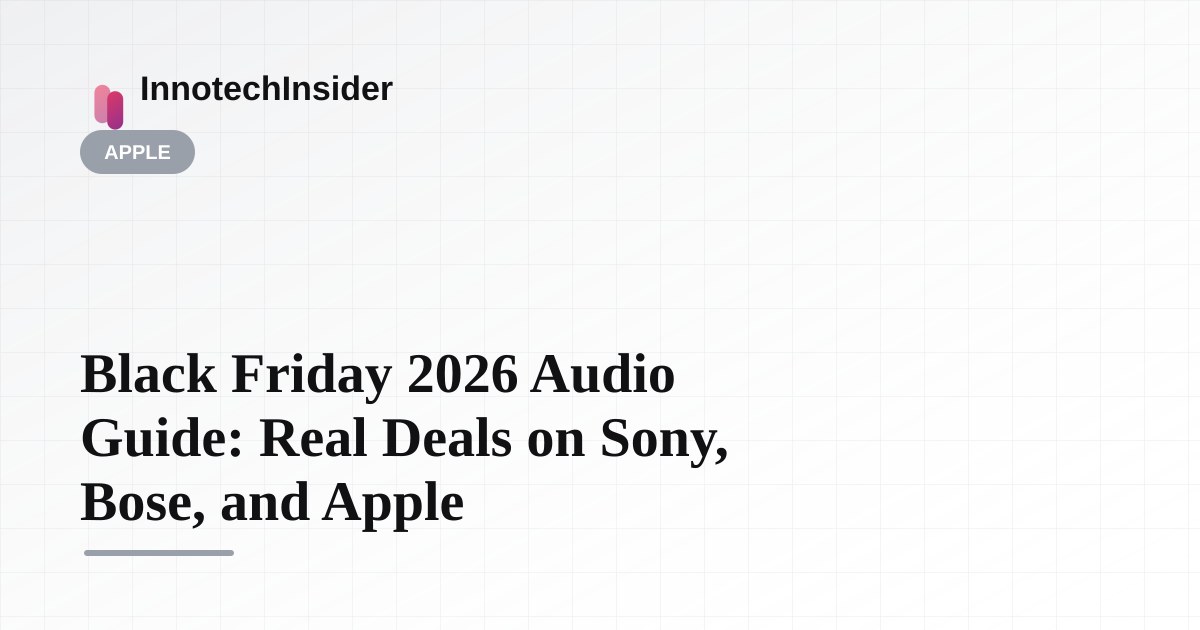 InnotechInsider
APPLE
Black Friday 2026 Audio
Guide: Real Deals on Sony,
Bose, and Apple